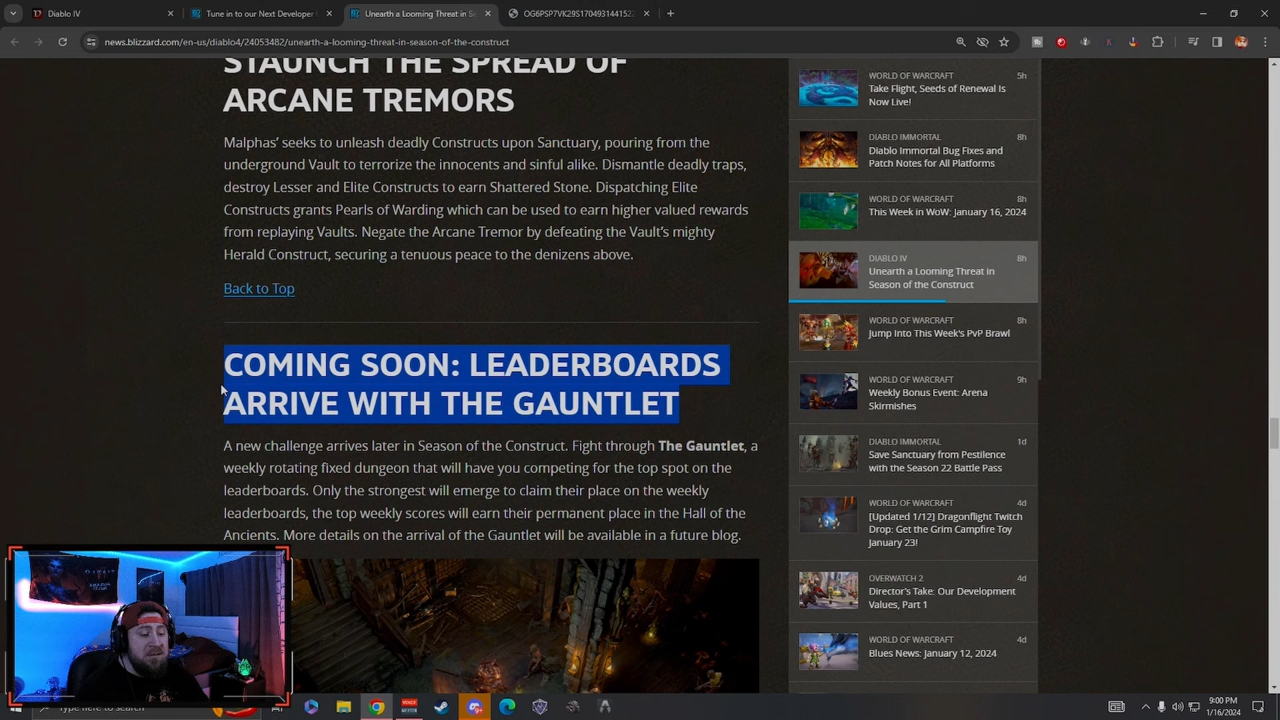 Diablo IV
Tune in to our Next Developer
Unearth a Looming Threat in Se
OG6PSP7VK29S1704931441522
news.blizzard.com/en-us/diablo4/24053482/unearth-a-looming-threat-in-season-of-the-construct
STAUNCH THE SPREAD OF
ARCANE TREMORS
Malphas’ seeks to unleash deadly Constructs upon Sanctuary, pouring from the
underground Vault to terrorize the innocents and sinful alike. Dismantle deadly traps,
destroy Lesser and Elite Constructs to earn Shattered Stone. Dispatching Elite
Constructs grants Pearls of Warding which can be used to earn higher valued rewards
from replaying Vaults. Negate the Arcane Tremor by defeating the Vault’s mighty
Herald Construct, securing a tenuous peace to the denizens above.
Back to Top
COMING SOON: LEADERBOARDS
ARRIVE WITH THE GAUNTLET
A new challenge arrives later in Season of the Construct. Fight through The Gauntlet, a
weekly rotating fixed dungeon that will have you competing for the top spot on the
leaderboards. Only the strongest will emerge to claim their place on the weekly
leaderboards, the top weekly scores will earn their permanent place in the Hall of the
Ancients. More details on the arrival of the Gauntlet will be available in a future blog.
WORLD OF WARCRAFT 5h
Take Flight, Seeds of Renewal Is
Now Live!
DIABLO IMMORTAL 8h
Diablo Immortal Bug Fixes and
Patch Notes for All Platforms
WORLD OF WARCRAFT 8h
This Week in WoW: January 16, 2024
DIABLO IV 8h
Unearth a Looming Threat in
Season of the Construct
WORLD OF WARCRAFT 8h
Jump Into This Week's PvP Brawl
WORLD OF WARCRAFT 9h
Weekly Bonus Event: Arena
Skirmishes
DIABLO IMMORTAL 1d
Save Sanctuary from Pestilence
with the Season 22 Battle Pass
WORLD OF WARCRAFT 4d
[Updated 1/12] Dragonflight Twitch
Drop: Get the Grim Campfire Toy
January 23!
OVERWATCH 2 4d
Director's Take: Our Development
Values, Part 1
WORLD OF WARCRAFT 4d
Blues News: January 12, 2024
Type here to search
9:00 PM
1/16/2024